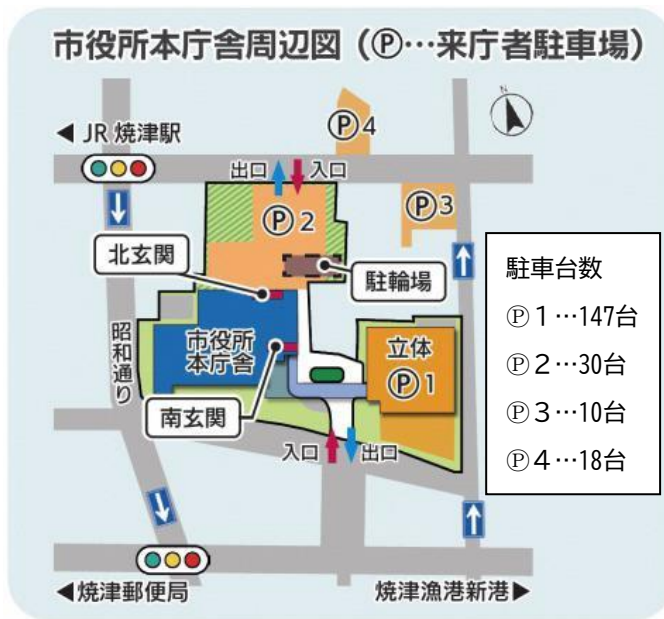 市役所本庁舎周辺図（Ⓟ…来庁者駐車場）
N
◀ JR 焼津駅
Ⓟ4
出口
入口
Ⓟ2
Ⓟ3
北玄関
駐輪場
駐車台数
Ⓟ１…147台
Ⓟ２…30台
Ⓟ３…10台
Ⓟ４…18台
昭和通り
市役所
本庁舎
立体
Ⓟ1
南玄関
入口
出口
◀焼津郵便局
焼津漁港新港▶